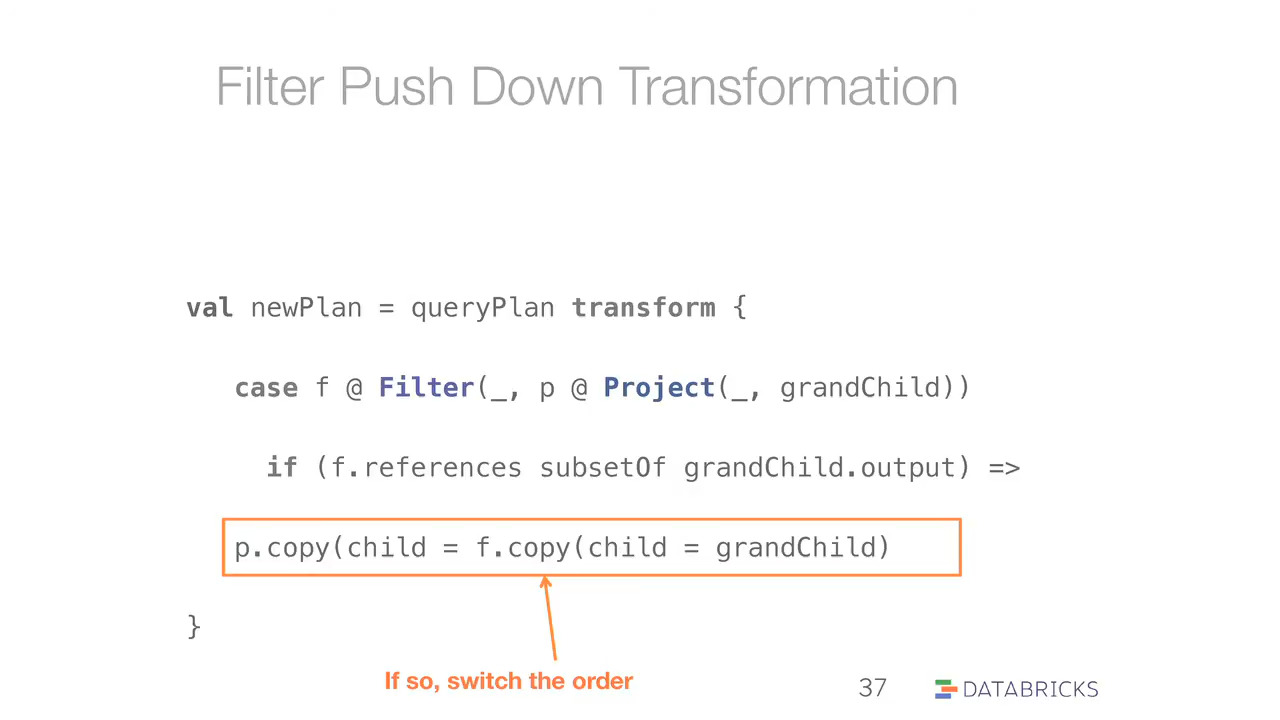 Filter Push Down Transformation
val newPlan = queryPlan transform {
case f @ Filter(_, p @ Project(_, grandChild))
if (f.references subsetOf grandChild.output) =>
p.copy(child = f.copy(child = grandChild)
}
If so, switch the order
37
DATABRICKS